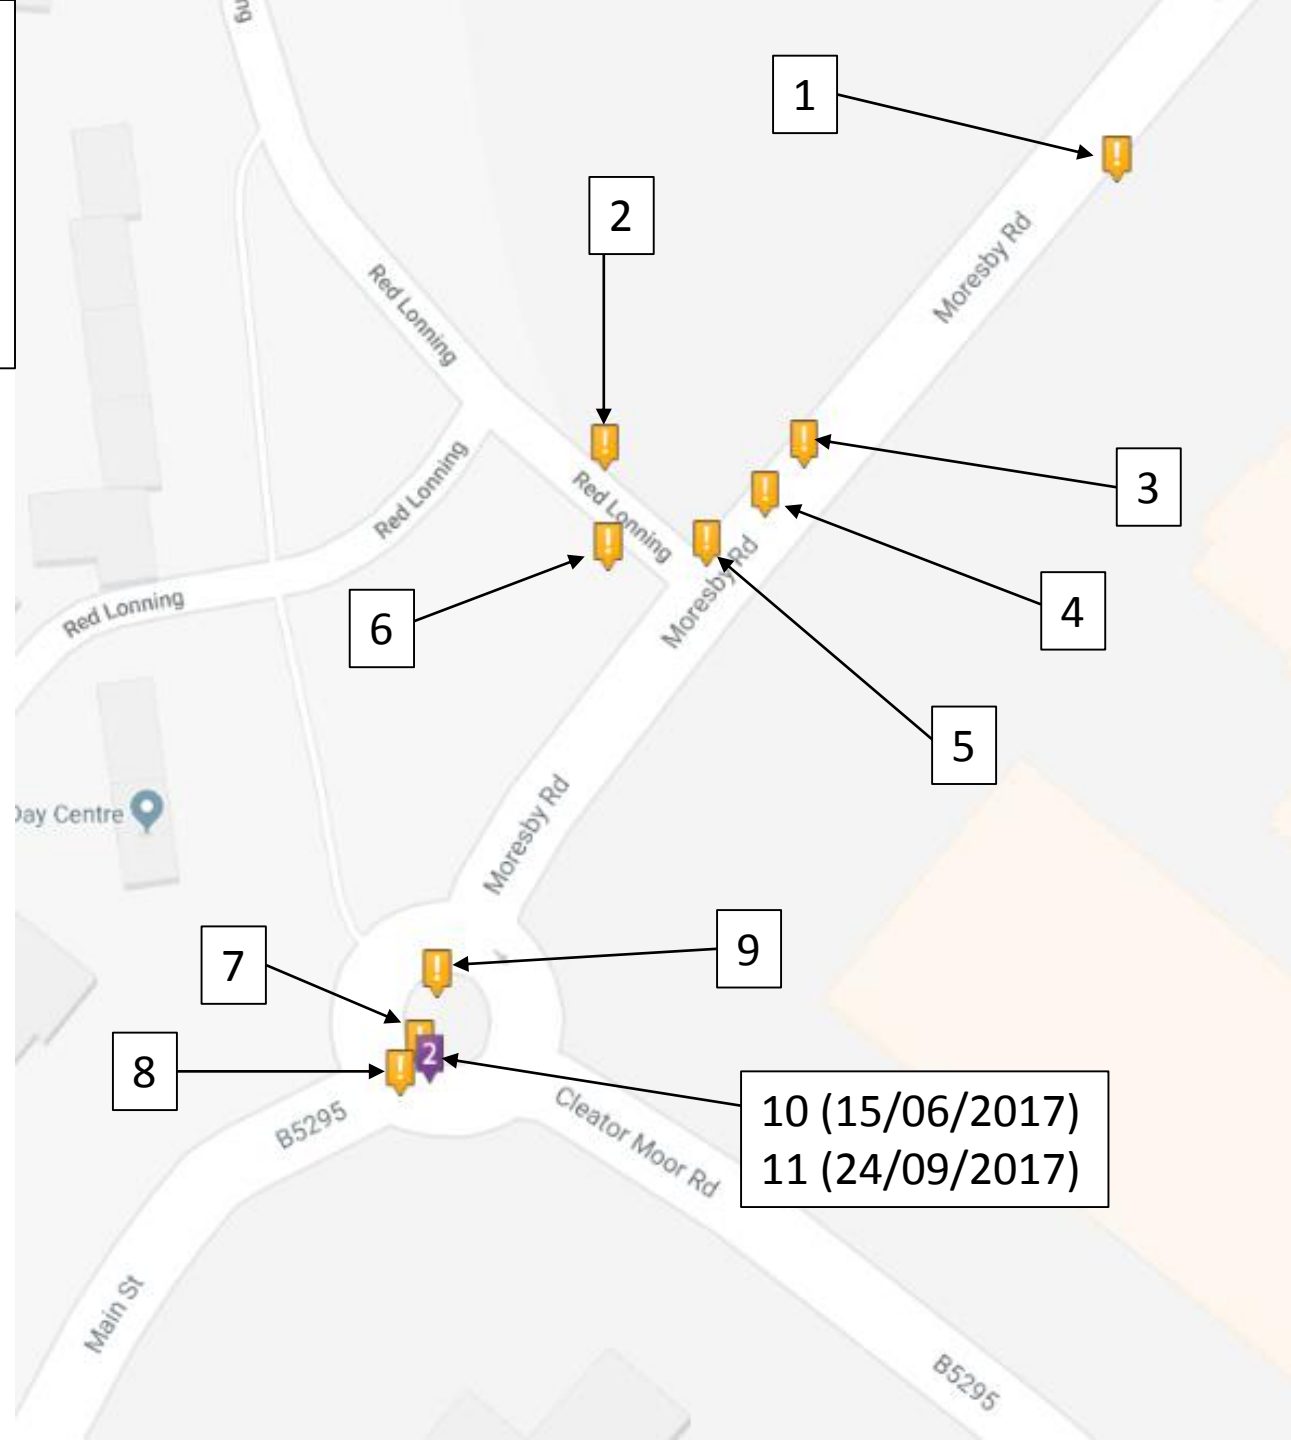 1
2
Red Lonning
Moresby Rd
3
Red Lonning
Red Lonning
4
Moresby Rd
6
Red Lonning
5
Day Centre
Moresby Rd
9
7
8
2
10 (15/06/2017)
11 (24/09/2017)
B5295
Cleator Moor Rd
Main St
B5295